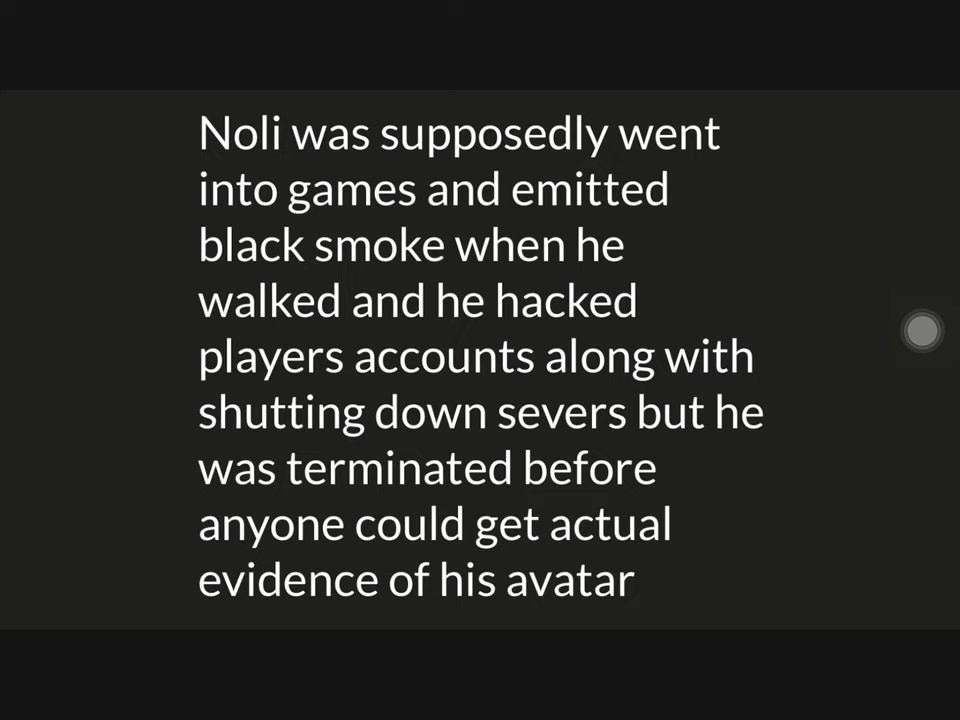 Noli was supposedly went
into games and emitted
black smoke when he
walked and he hacked
players accounts along with
shutting down severs but he
was terminated before
anyone could get actual
evidence of his avatar